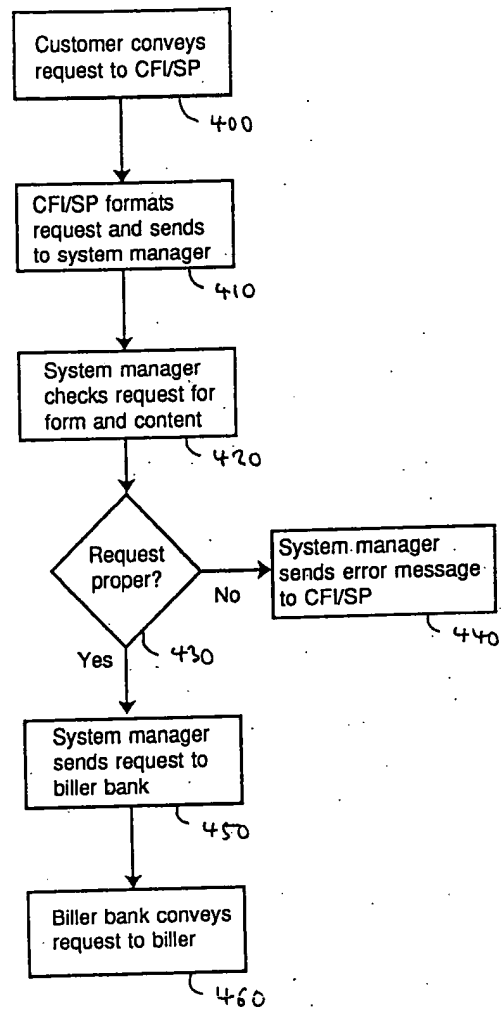 Customer conveys
request to CFI/SP
400
CFI/SP formats
request and sends
to system manager
410
System manager
checks request for
form and content
420
Request
proper?
430
No
System manager
sends error message
to CFI/SP
440
Yes
System manager
sends request to
biller bank
450
Biller bank conveys
request to biller
460